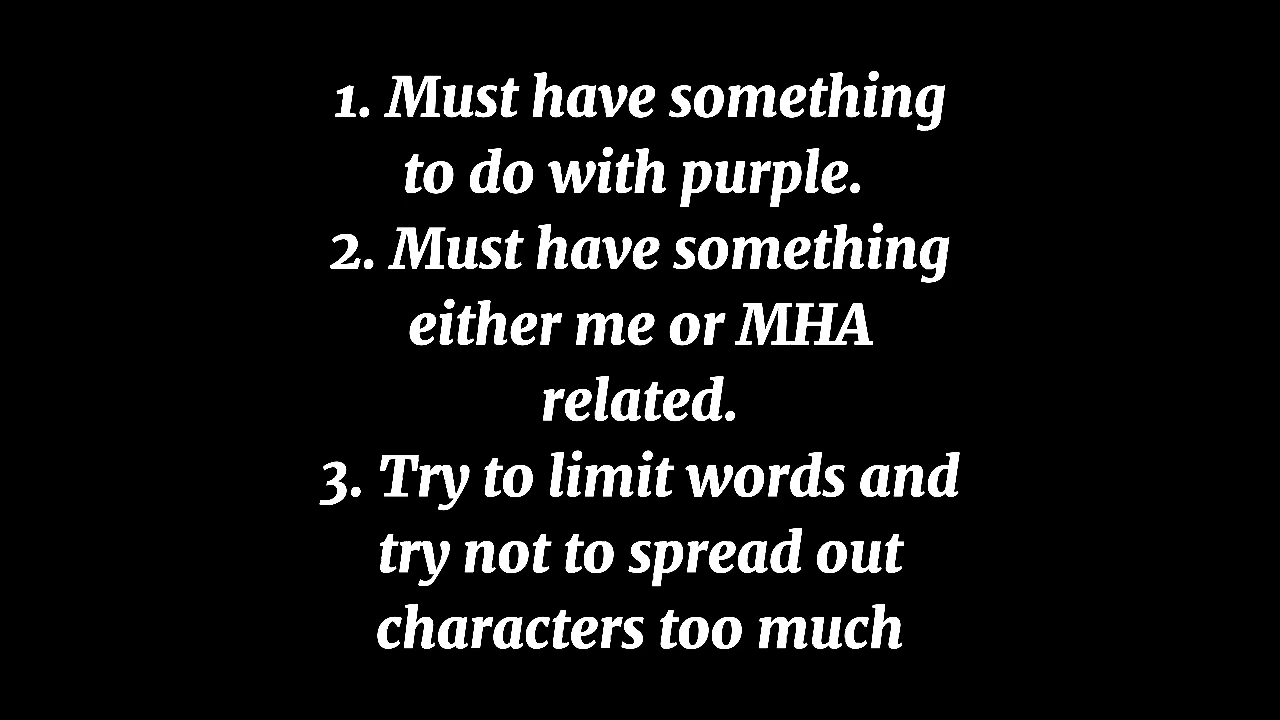 1. Must have something
to do with purple.
2. Must have something
either me or MHA
related.
3. Try to limit words and
try not to spread out
characters too much